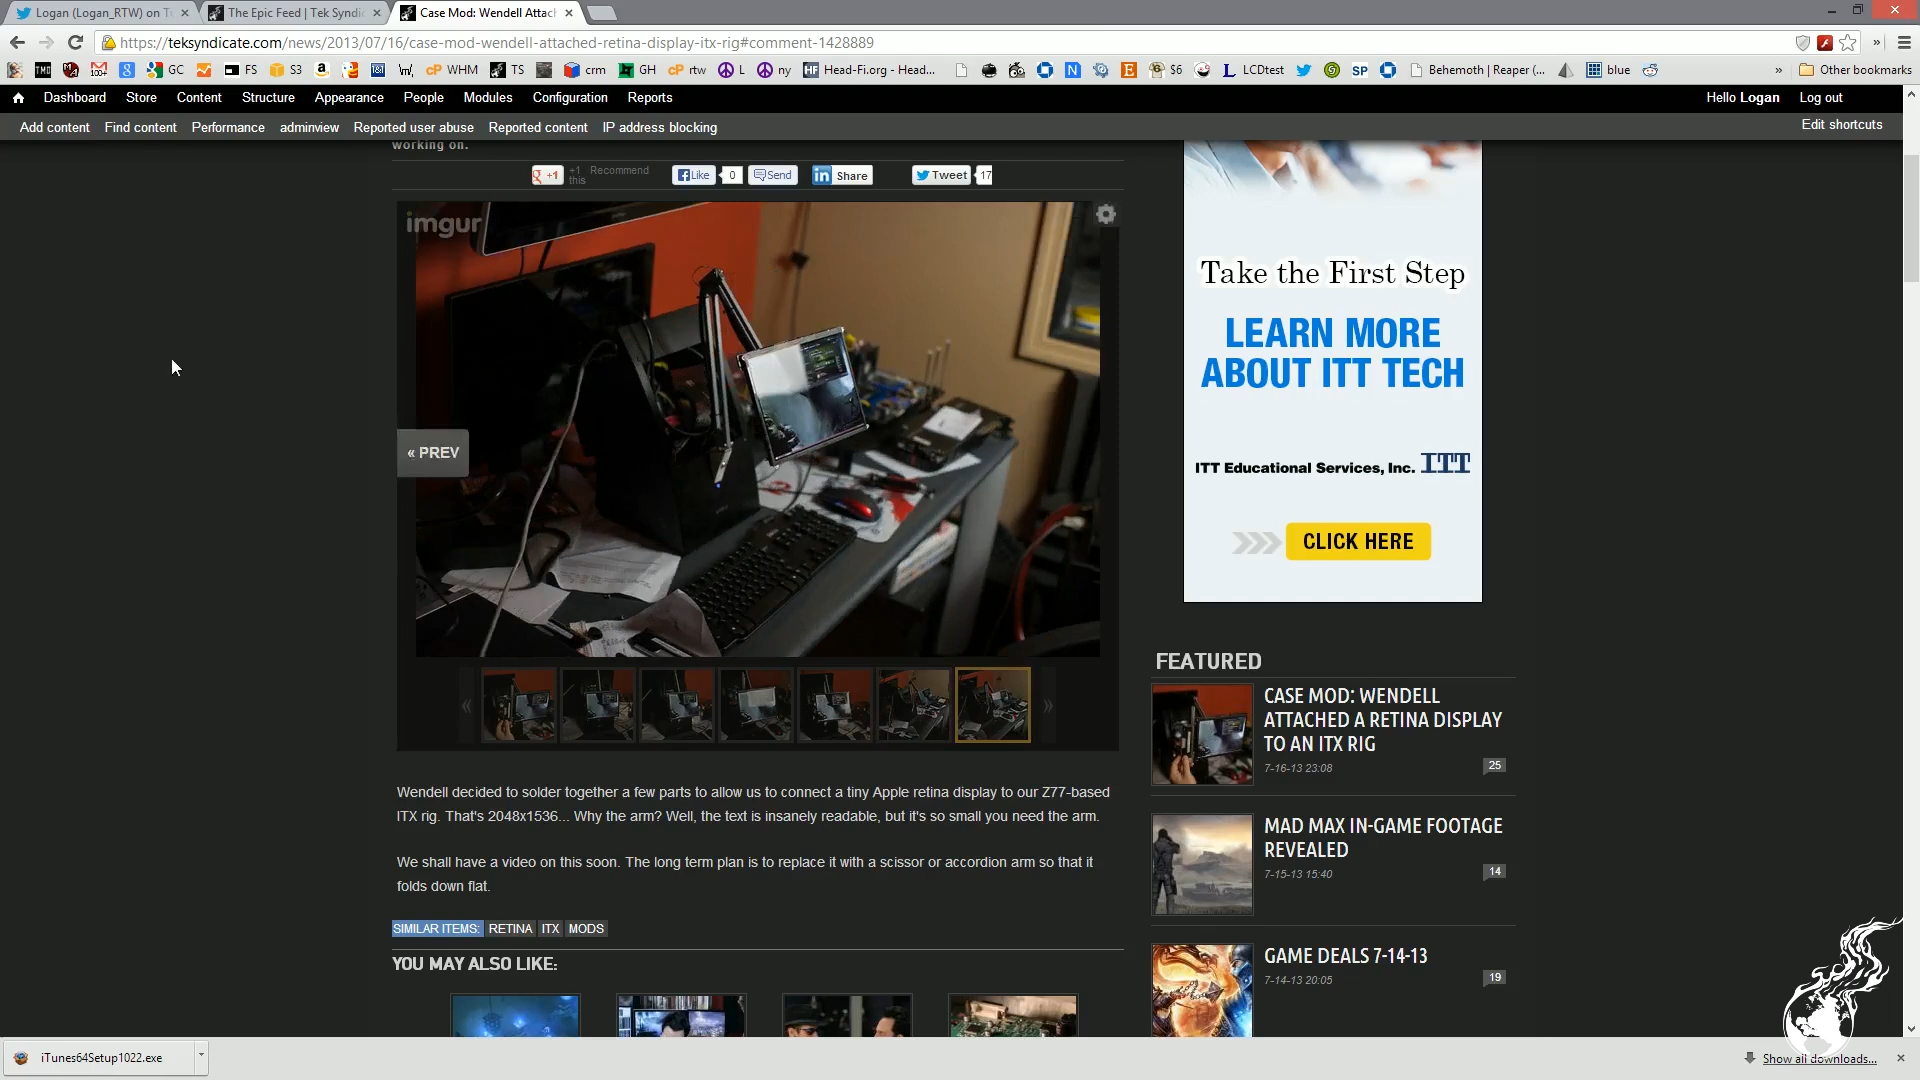 Logan (Logan_RTW) on T
The Epic Feed | Tek Syndi
Case Mod: Wendell Attach
https://teksyndicate.com/news/2013/07/16/case-mod-wendell-attached-retina-display-itx-rig#comment-1428889
TMD
100+
GC
FS
S3
cP WHM
TS
crm
GH
cP rtw
L
ny
HF Head-Fi.org - Head...
$6
L LCDtest
SP
Behemoth | Reaper (...
blue
»
Other bookmarks
Dashboard Store Content Structure Appearance People Modules Configuration Reports
Hello Logan Log out
Add content Find content Performance adminview Reported user abuse Reported content IP address blocking
Edit shortcuts
working on.
+1
+1 Recommend this
Like 0
Send
in Share
Tweet 17
imgur
« PREV
«
»
Wendell decided to solder together a few parts to allow us to connect a tiny Apple retina display to our Z77-based
ITX rig. That's 2048x1536... Why the arm? Well, the text is insanely readable, but it's so small you need the arm.
We shall have a video on this soon. The long term plan is to replace it with a scissor or accordion arm so that it
folds down flat.
SIMILAR ITEMS: RETINA ITX MODS
YOU MAY ALSO LIKE:
Take the First Step
LEARN MORE
ABOUT ITT TECH
ITT Educational Services, Inc. ITT
CLICK HERE
FEATURED
CASE MOD: WENDELL
ATTACHED A RETINA DISPLAY
TO AN ITX RIG
7-16-13 23:08
25
MAD MAX IN-GAME FOOTAGE
REVEALED
7-15-13 15:40
14
GAME DEALS 7-14-13
7-14-13 20:05
19
iTunes64Setup1022.exe
Show all downloads...